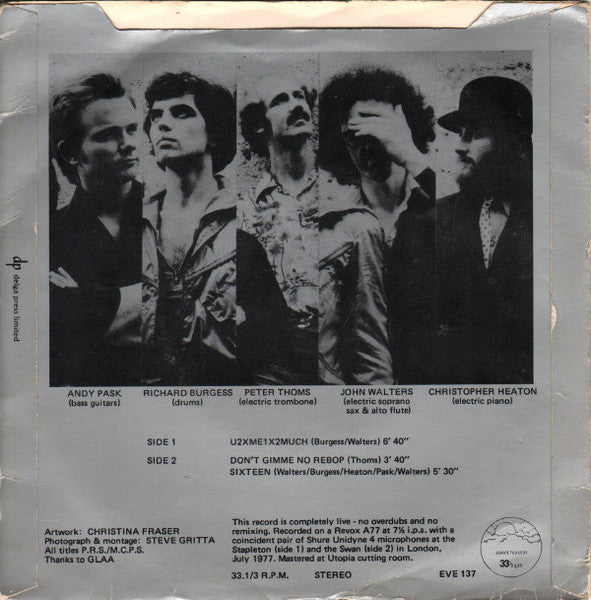 dp delga press limited
ANDY PASK RICHARD BURGESS PETER THOMS JOHN WALTERS CHRISTOPHER HEATON
(bass guitars) (drums) (electric trombone) (electric soprano (electric piano)
sax & alto flute)
SIDE 1 U2XME1X2MUCH (Burgess/Walters) 6' 40"
SIDE 2 DON'T GIMME NO REBOP (Thoms) 3' 40"
SIXTEEN (Walters/Burgess/Heaton/Pask/Walters) 5' 30"
Artwork: CHRISTINA FRASER
Photograph & montage: STEVE GRITTA
All titles P.R.S./M.C.P.S.
Thanks to GLAA
This record is completely live - no overdubs and no
remixing. Recorded on a Revox A77 at 7½ i.p.s. with a
coincident pair of Shure Unidyne 4 microphones at the
Stapleton (side 1) and the Swan (side 2) in London,
July 1977. Mastered at Utopia cutting room.
33.1/3 R.P.M. STEREO EVE 137
event horizon
33⅓rpm